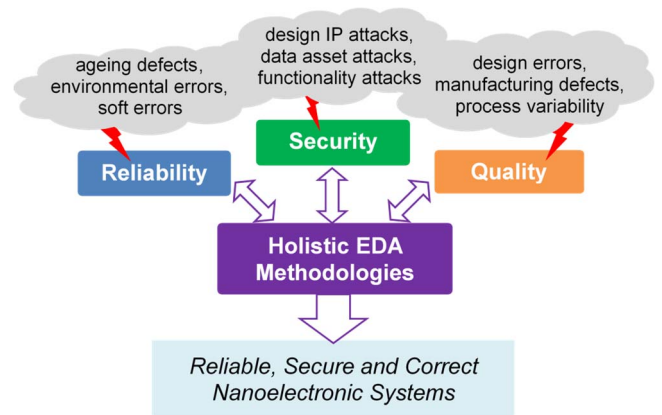 ageing defects,
environmental errors,
soft errors
design IP attacks,
data asset attacks,
functionality attacks
design errors,
manufacturing defects,
process variability
Reliability
Security
Quality
Holistic EDA
Methodologies
Reliable, Secure and Correct
Nanoelectronic Systems